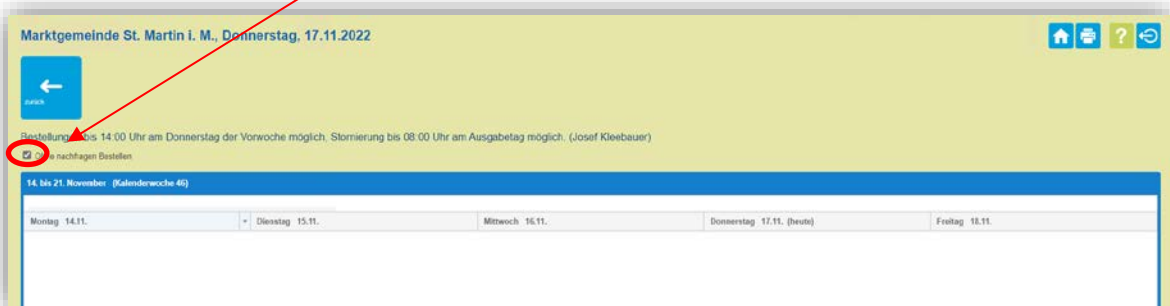 Marktgemeinde St. Martin i. M., Donnerstag, 17.11.2022
?
zurück
bis 14:00 Uhr am Donnerstag der Vorwoche möglich, Stornierung bis 08:00 Uhr am Ausgabetag möglich. (Josef Kleebauer)
Ohne nachfragen Bestellen
14. bis 21. November (Kalenderwoche 46)
Montag 14.11.
Dienstag 15.11.
Mittwoch 16.11.
Donnerstag 17.11. (heute)
Freitag 18.11.